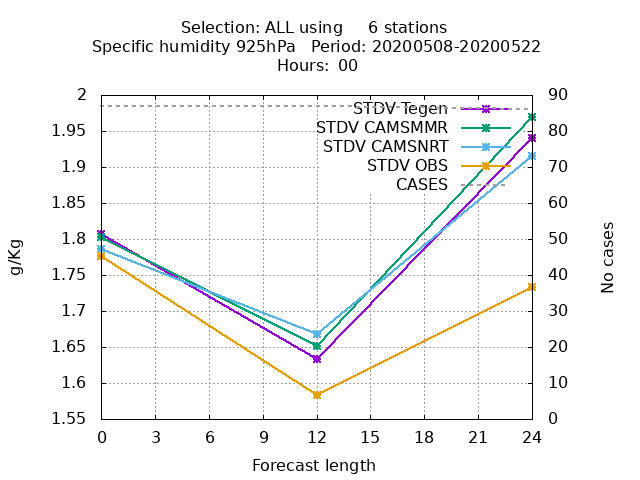 Selection: ALL using     6 stations
Specific humidity 925hPa   Period: 20200508-20200522
Hours: 00
2
1.95
1.9
1.85
1.8
1.75
1.7
1.65
1.6
1.55
g/Kg
STDV Tegen
STDV CAMSMMR
STDV CAMSNRT
STDV OBS
CASES
90
80
70
60
50
40
30
20
10
0
No cases
0 3 6 9 12 15 18 21 24
Forecast length